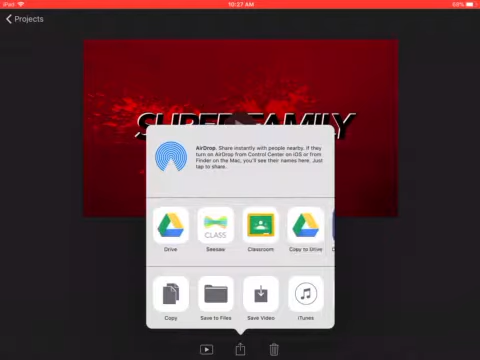 iPad 10:27 AM 58%
Projects
SUPER FAMILY
AirDrop. Share instantly with people nearby. If they
turn on AirDrop from Control Center on iOS or from
Finder on the Mac, you'll see their names here. Just
tap to share.
CLASS
Drive Seesaw Classroom Copy to Drive
Copy Save to Files Save Video iTunes